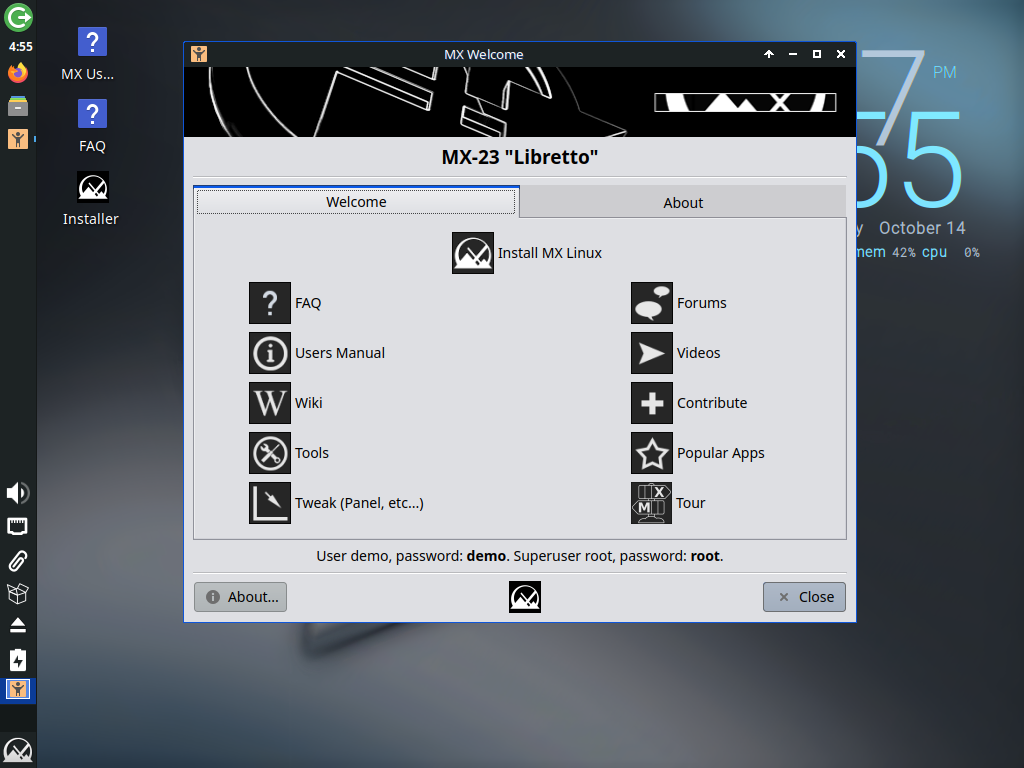 4:55
MX Us...
FAQ
Installer
MX Welcome
MX-23 "Libretto"
Welcome
About
Install MX Linux
FAQ
Forums
Users Manual
Videos
Wiki
Contribute
Tools
Popular Apps
Tweak (Panel, etc...)
Tour
User demo, password: demo. Superuser root, password: root.
About...
Close
7 PM
55
y October 14
mem 42% cpu 0%